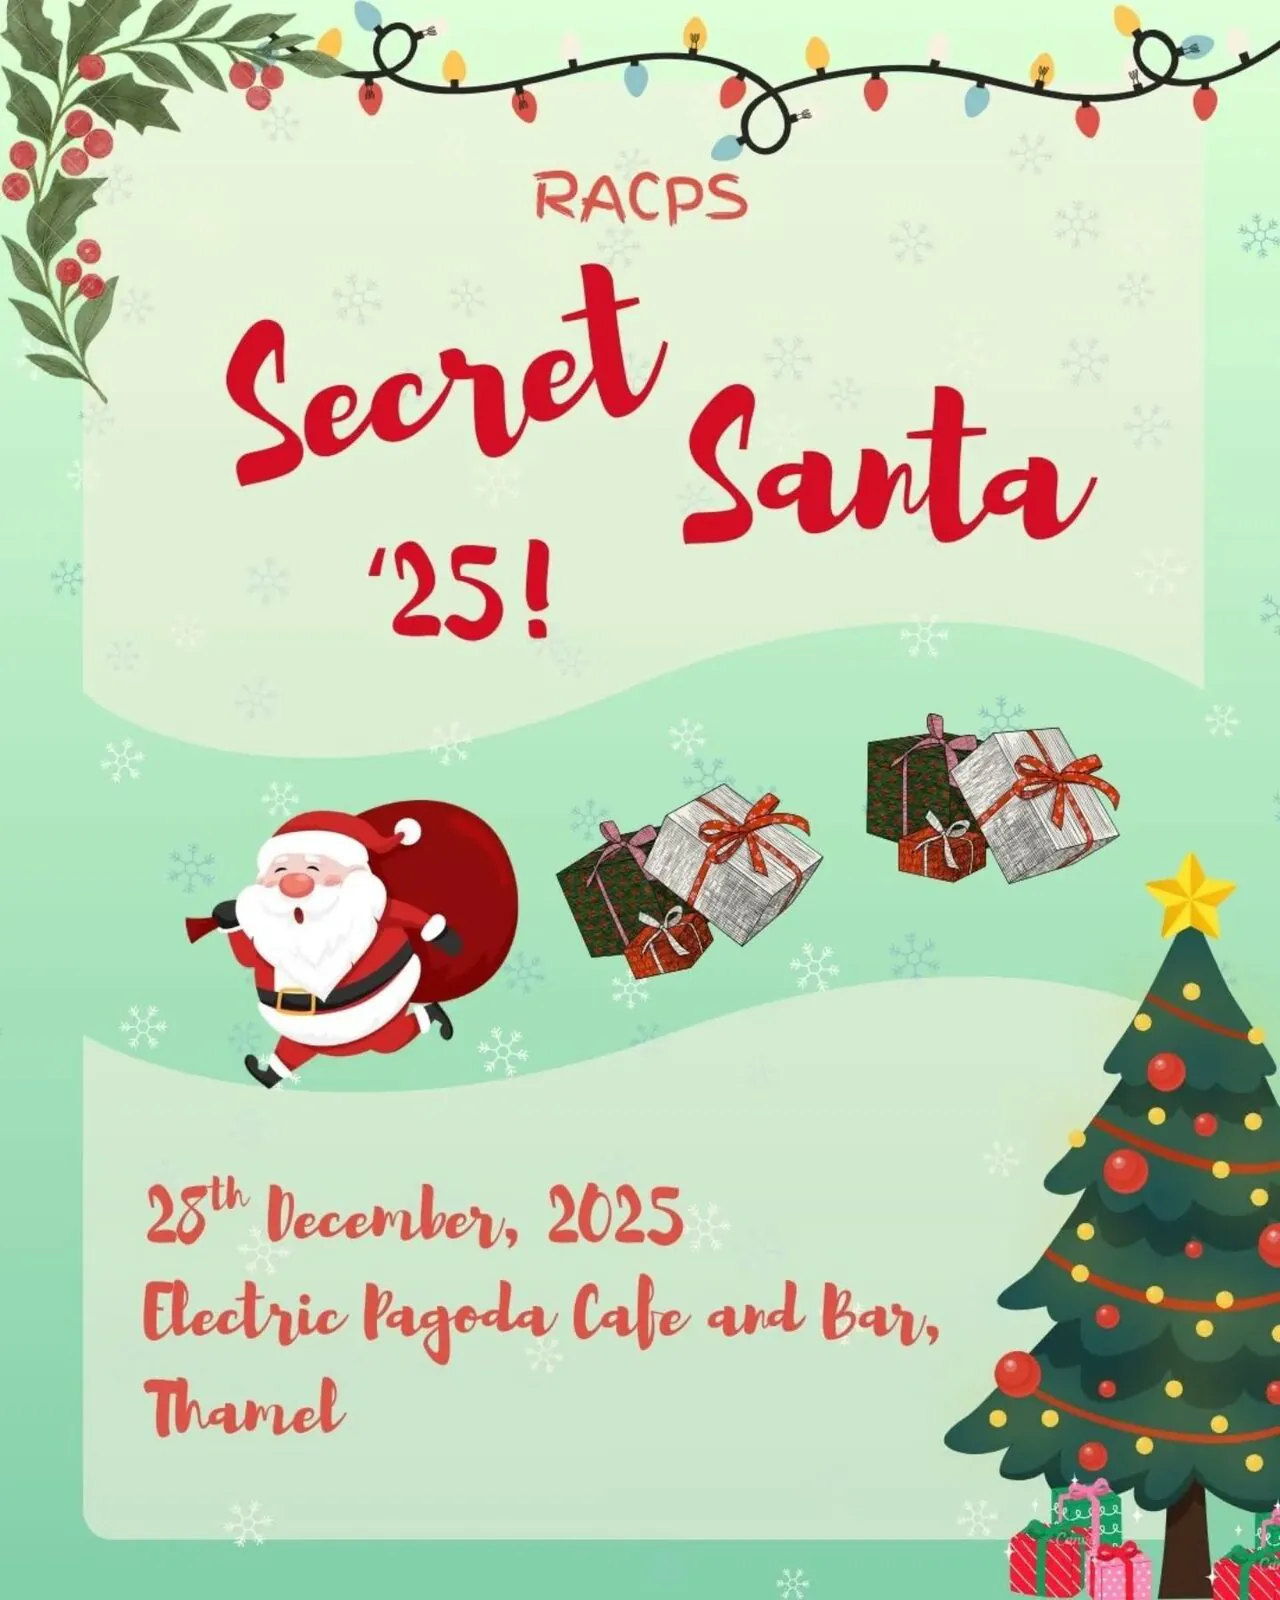 RACPS
Secret
Santa
'25!
28th December, 2025
Electric Pagoda Cafe and Bar,
Thamel